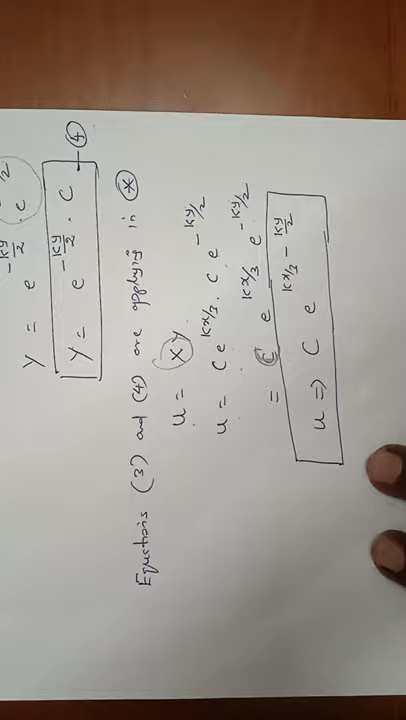 Y = e^{-ky/2} · e
Y = e^{-ky/2} · C — (4)
Equations (3) and (4) are applying in (*)
u = XY
u = C e^{kx/3} · C e^{-ky/2}
= C e^{kx/3} e^{-ky/2}
u ⇒ C e^{kx/3 - ky/2}